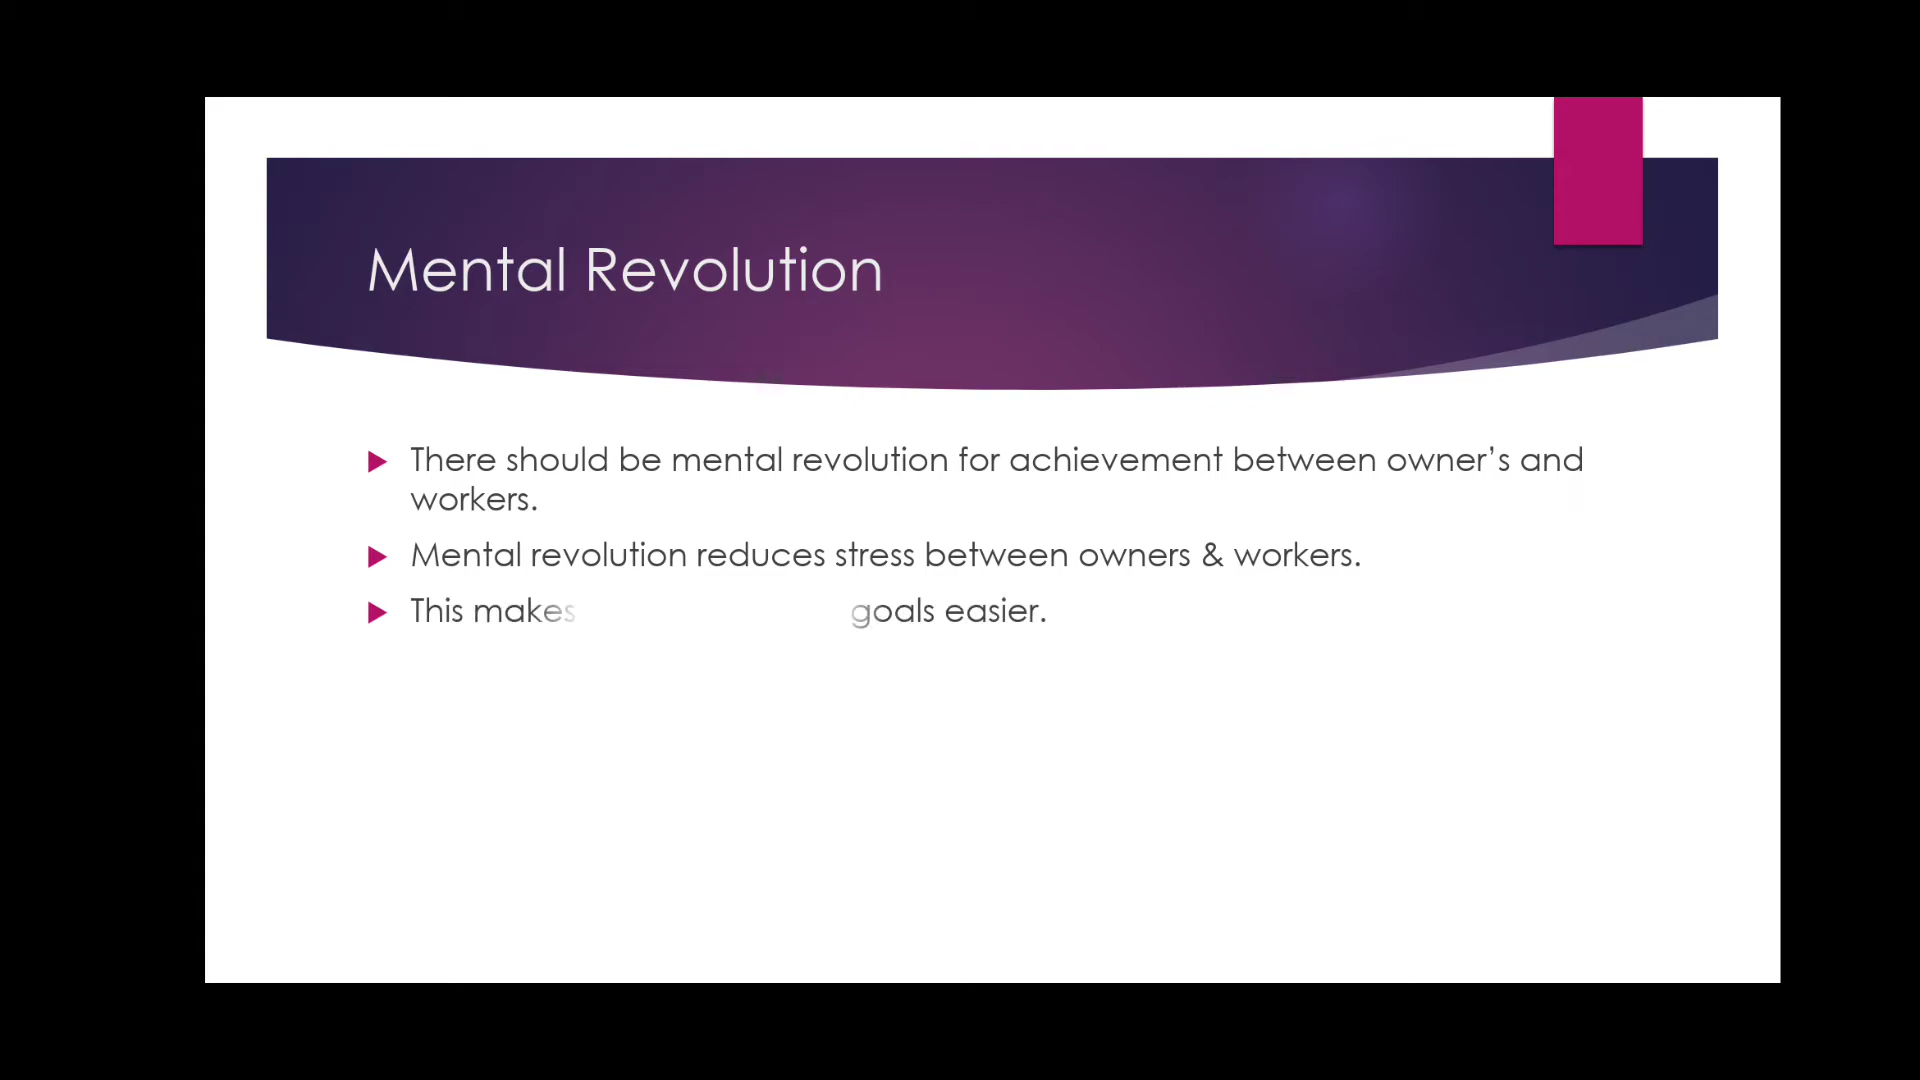 Mental Revolution
There should be mental revolution for achievement between owner’s and
workers.
Mental revolution reduces stress between owners & workers.
This makes goals easier.